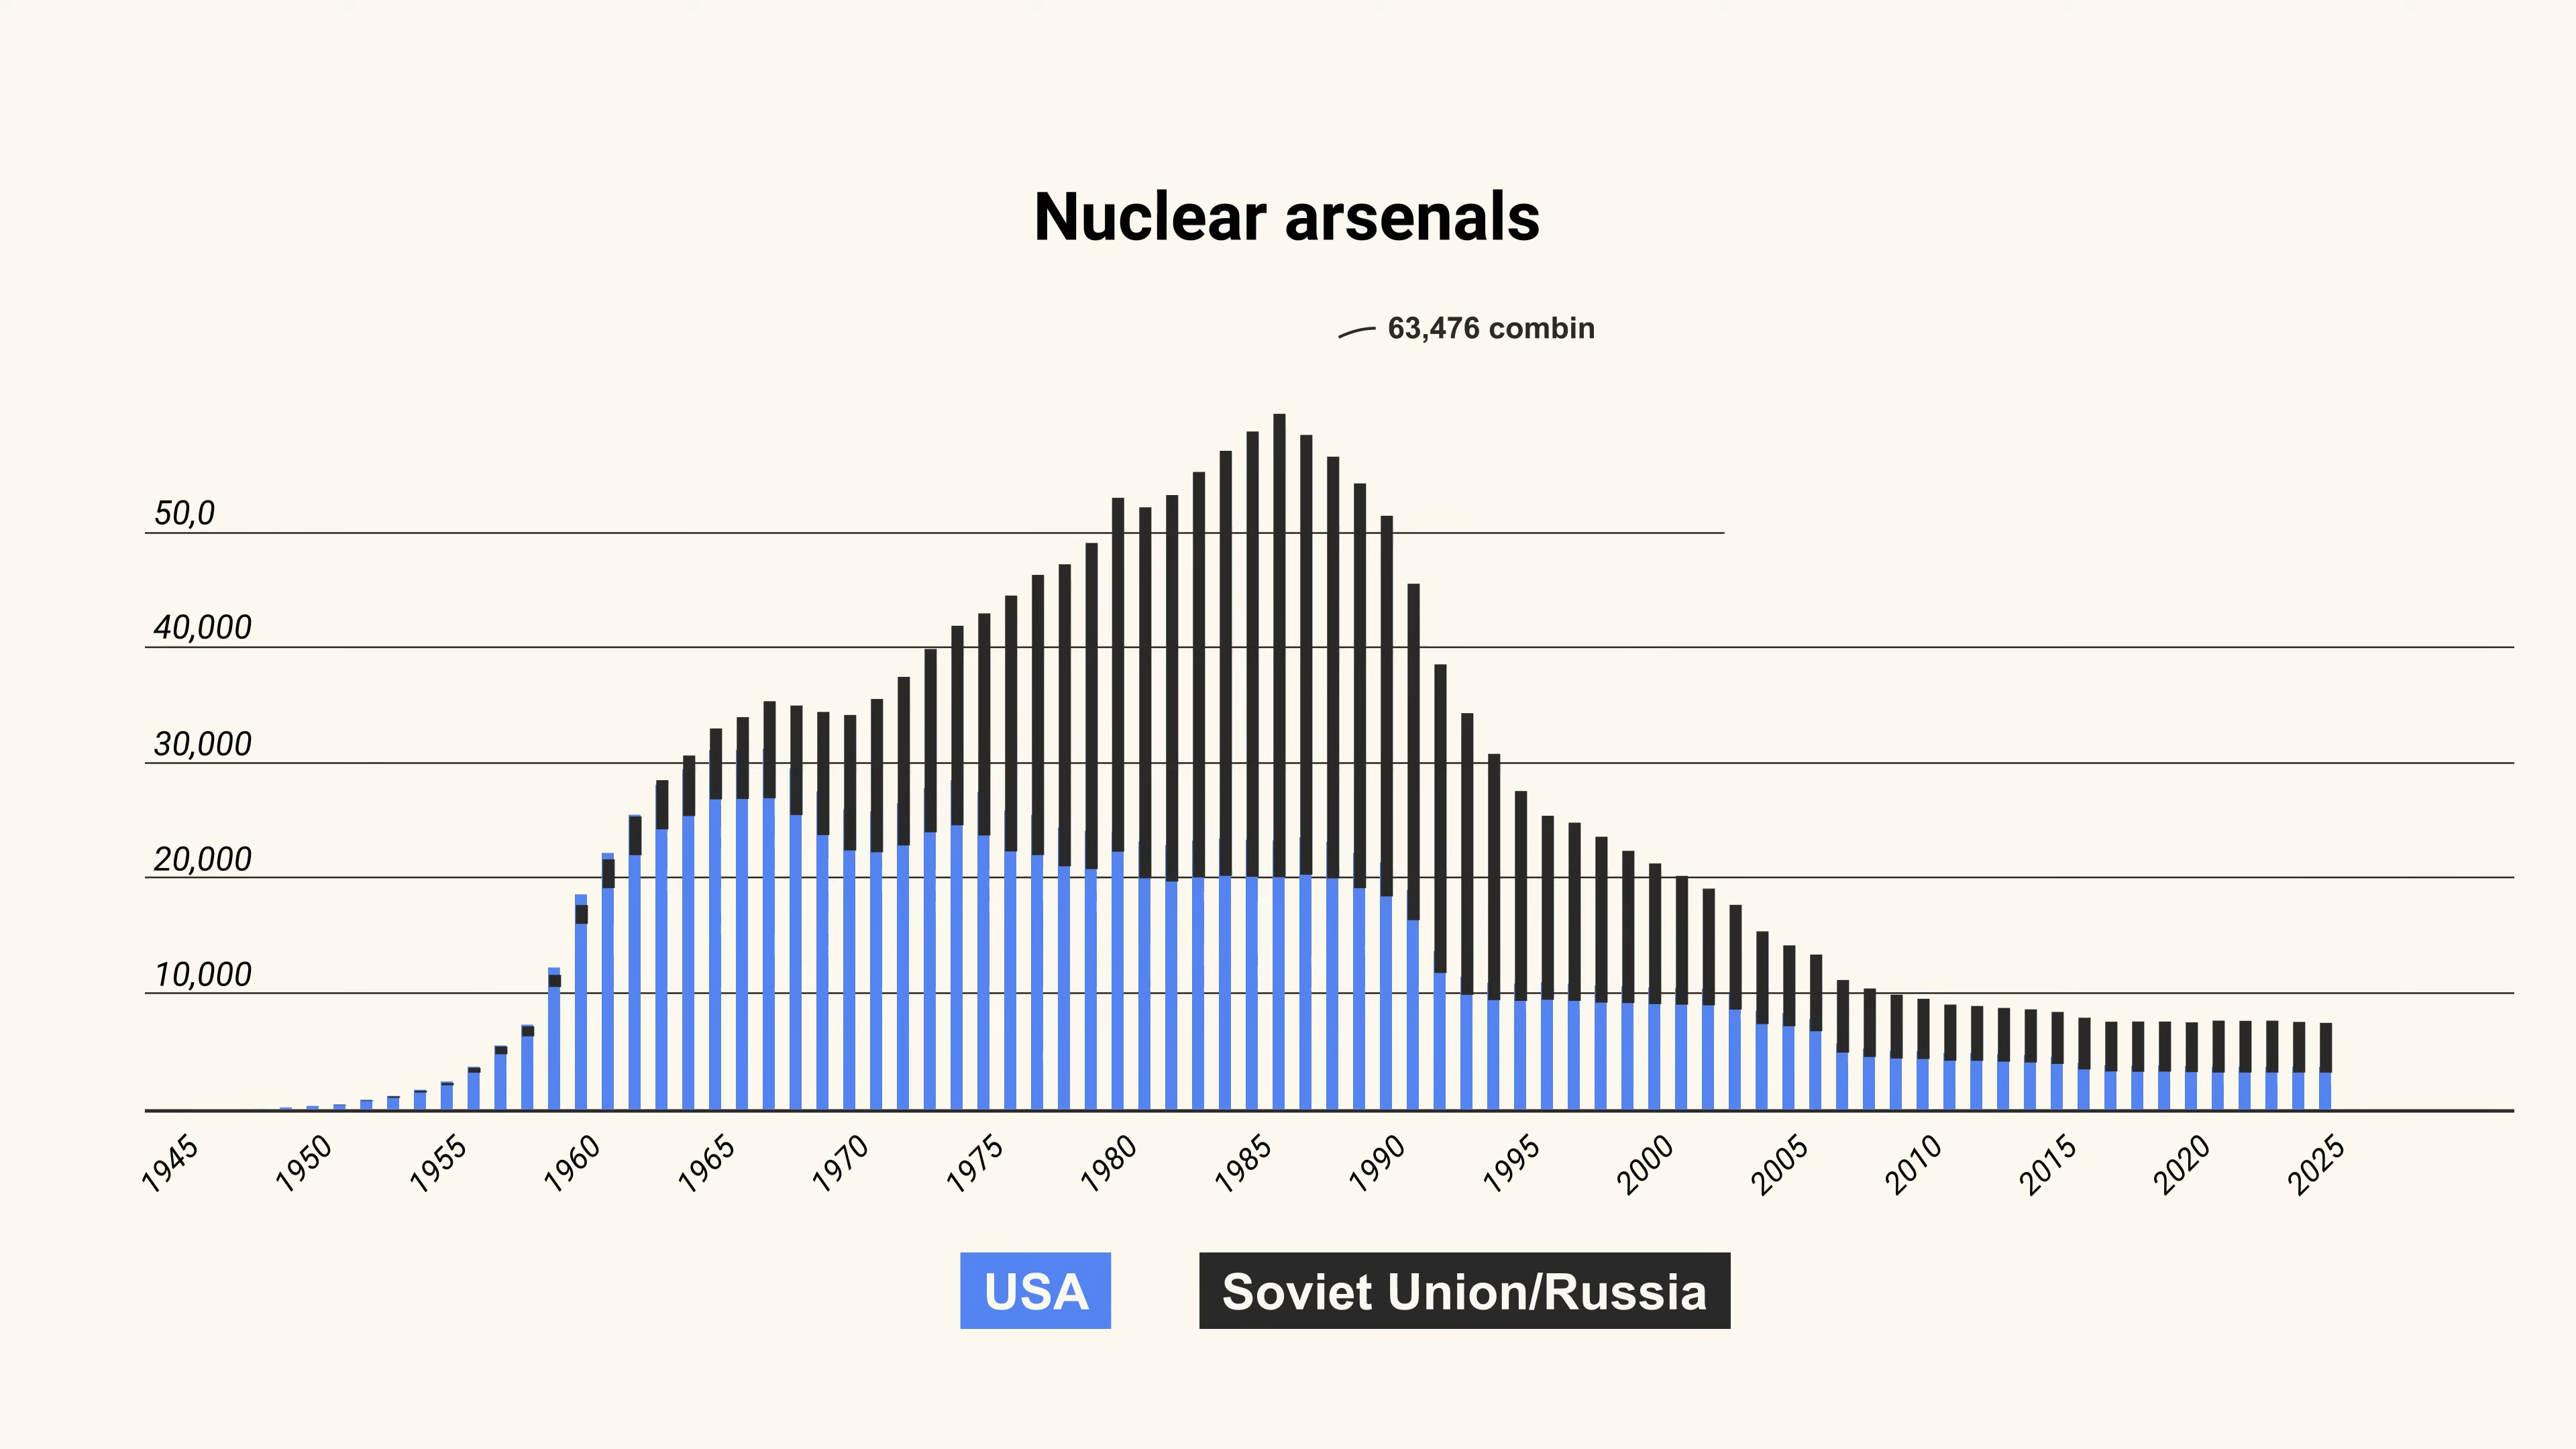 Nuclear arsenals
63,476 combin
50,0
40,000
30,000
20,000
10,000
1945 1950 1955 1960 1965 1970 1975 1980 1985 1990 1995 2000 2005 2010 2015 2020 2025
USA Soviet Union/Russia